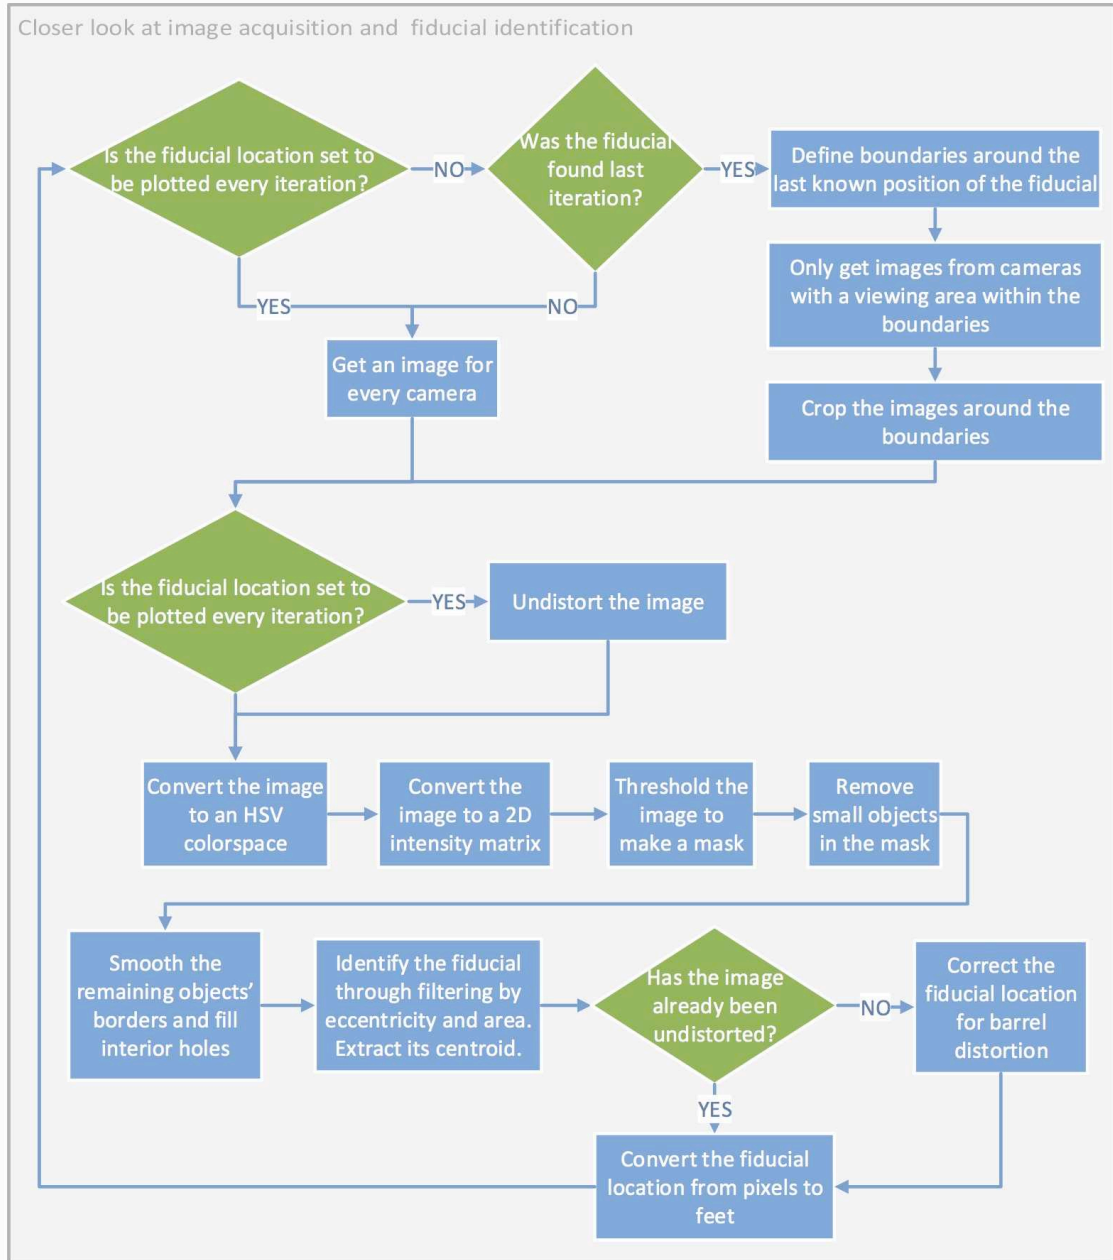 Closer look at image acquisition and fiducial identification
Is the fiducial location set to
be plotted every iteration?
NO
Was the fiducial
found last
iteration?
YES
Define boundaries around the
last known position of the fiducial
Only get images from cameras
with a viewing area within the
boundaries
YES
NO
Get an image for
every camera
Crop the images around the
boundaries
Is the fiducial location set to
be plotted every iteration?
YES
Undistort the image
Convert the image
to an HSV
colorspace
Convert the
image to a 2D
intensity matrix
Threshold the
image to
make a mask
Remove
small objects
in the mask
Smooth the
remaining objects'
borders and fill
interior holes
Identify the fiducial
through filtering by
eccentricity and area.
Extract its centroid.
Has the image
already been
undistorted?
NO
Correct the
fiducial location
for barrel
distortion
YES
Convert the fiducial
location from pixels to
feet